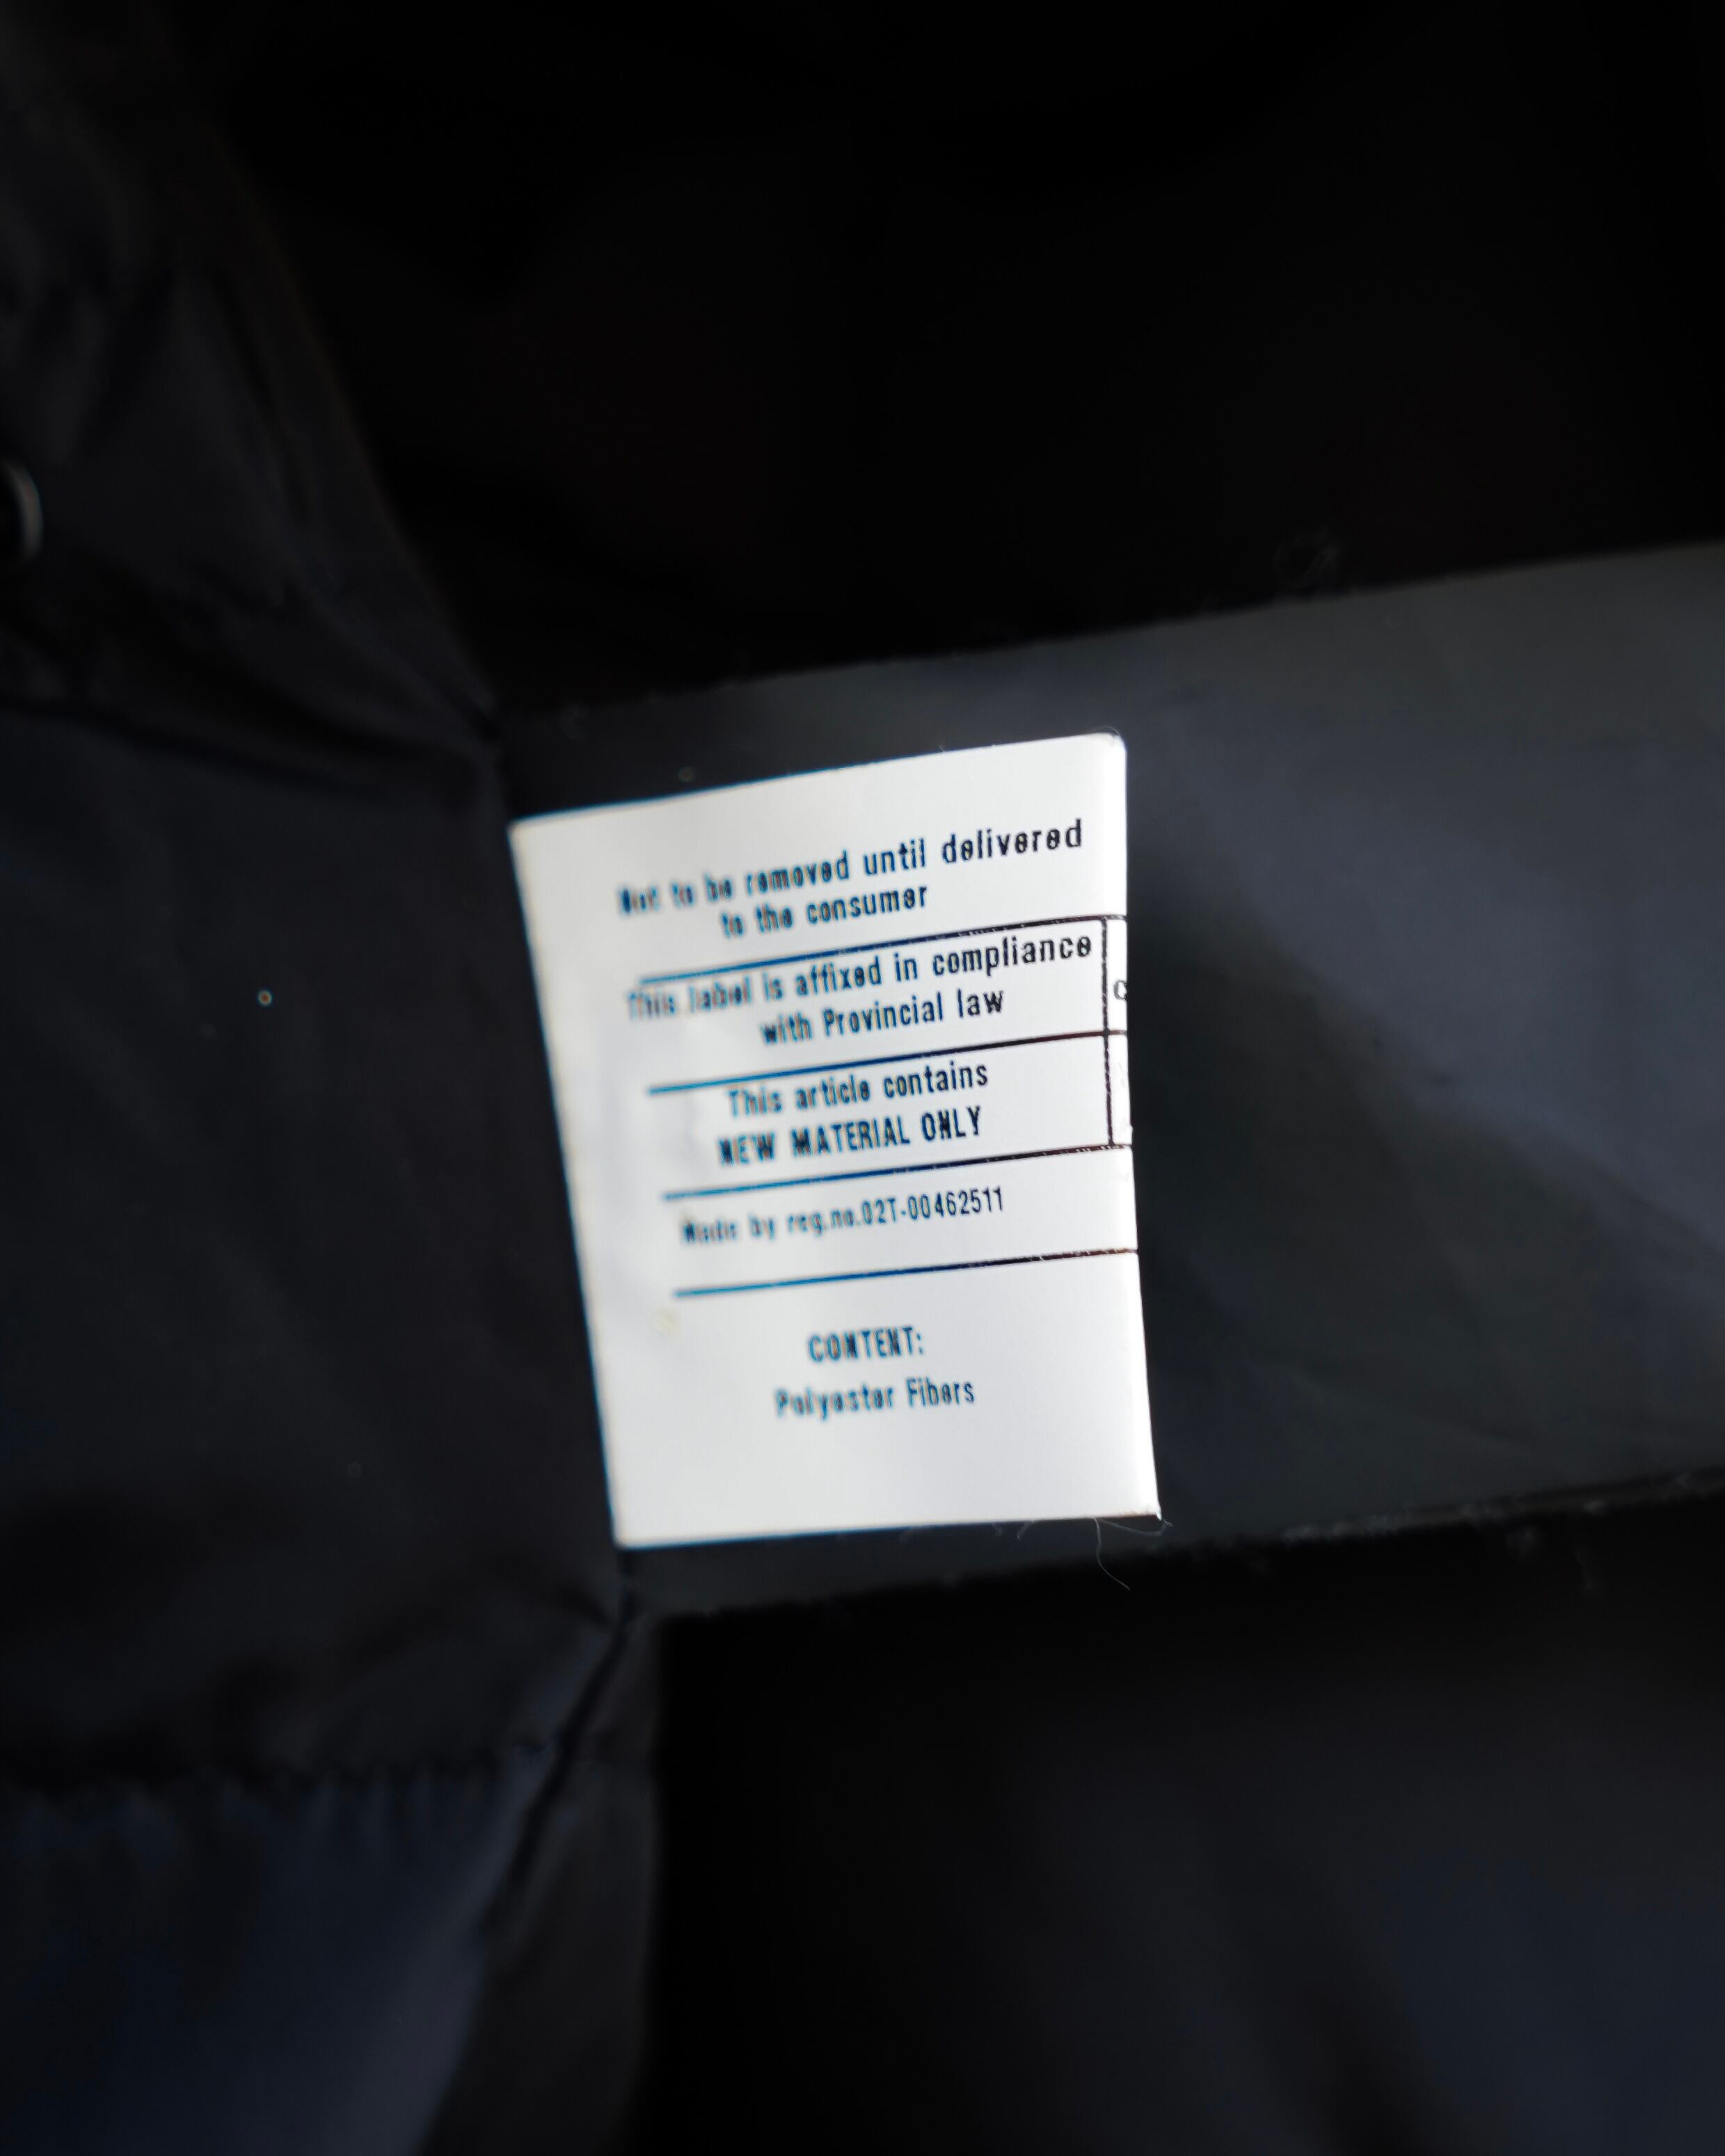 Not to be removed until delivered
to the consumer
This label is affixed in compliance
with Provincial law
This article contains
NEW MATERIAL ONLY
Made by reg.no.02T-00462511
CONTENT:
Polyester Fibers